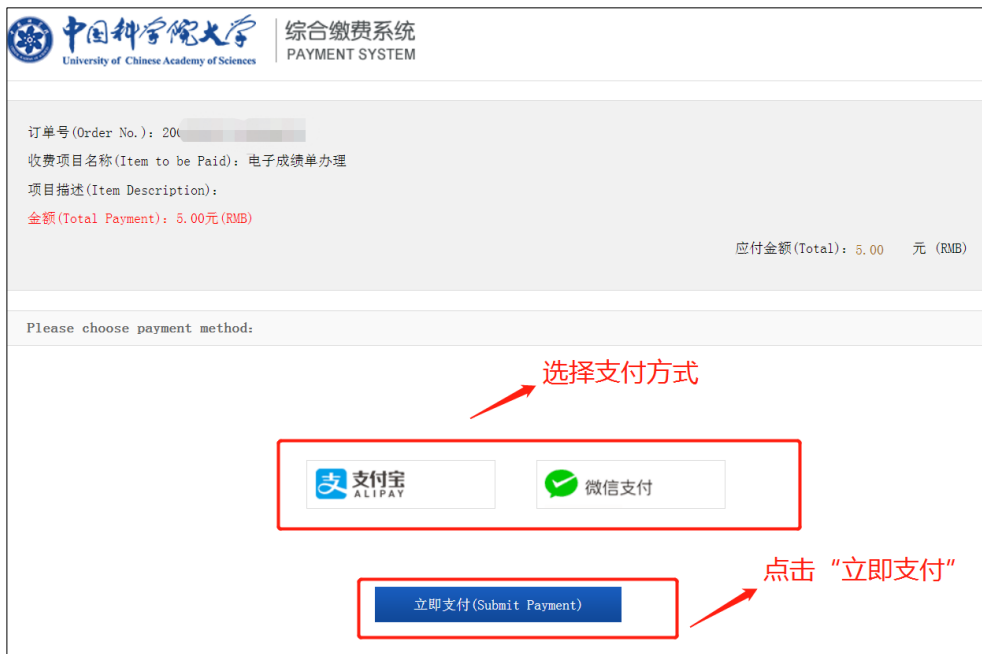 中国科学院大学
University of Chinese Academy of Sciences
综合缴费系统
PAYMENT SYSTEM
订单号(Order No.): 200
收费项目名称(Item to be Paid): 电子成绩单办理
项目描述(Item Description):
金额(Total Payment): 5.00元(RMB)
应付金额(Total): 5.00 元 (RMB)
Please choose payment method:
选择支付方式
支付宝
ALIPAY
微信支付
点击“立即支付”
立即支付(Submit Payment)